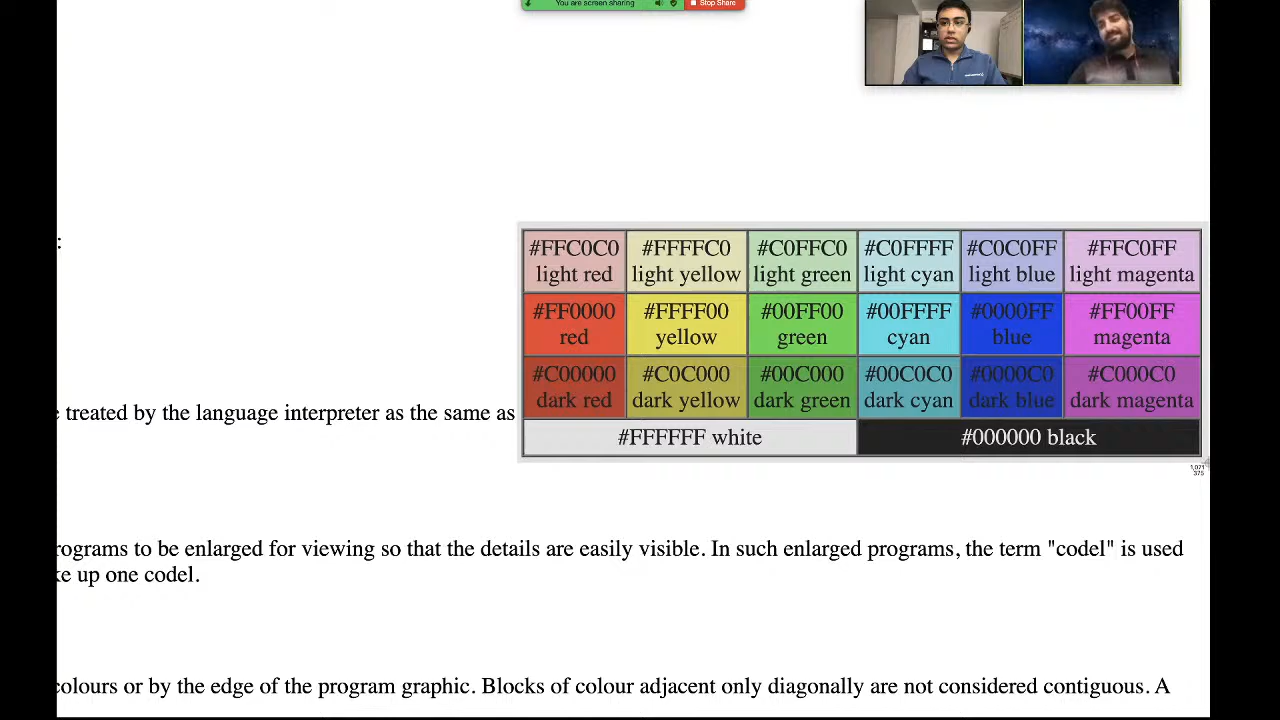 You are screen sharing
Stop Share
:
#FFC0C0 #FFFFC0 #C0FFC0 #C0FFFF #C0C0FF #FFC0FF
light red light yellow light green light cyan light blue light magenta
#FF0000 #FFFF00 #00FF00 #00FFFF #0000FF #FF00FF
red yellow green cyan blue magenta
#C00000 #C0C000 #00C000 #00C0C0 #0000C0 #C000C0
dark red dark yellow dark green dark cyan dark blue dark magenta
e treated by the language interpreter as the same as
#FFFFFF white #000000 black
1,071
375
rograms to be enlarged for viewing so that the details are easily visible. In such enlarged programs, the term "codel" is used
ke up one codel.
colours or by the edge of the program graphic. Blocks of colour adjacent only diagonally are not considered contiguous. A